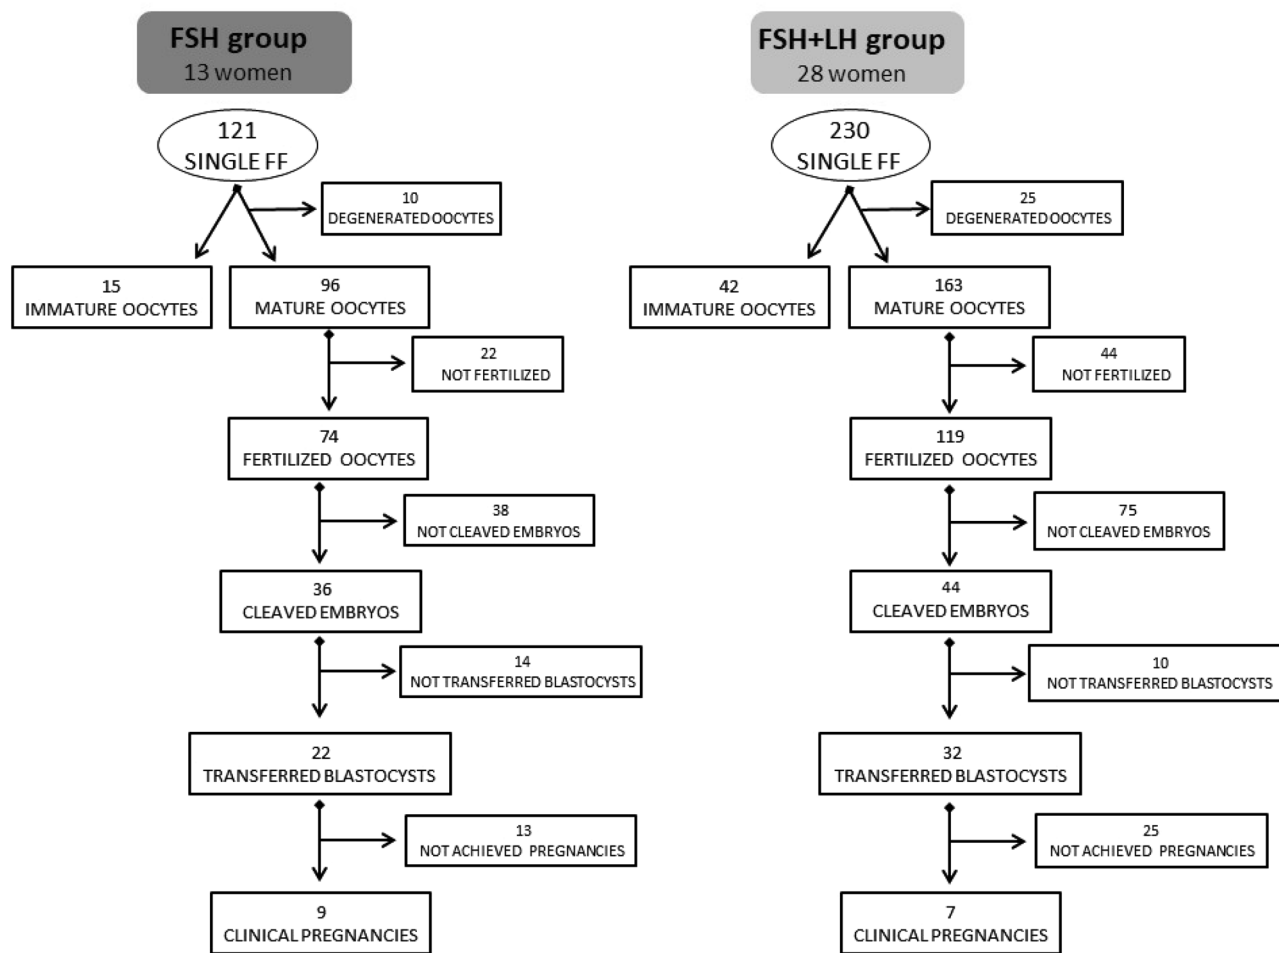 FSH group
13 women
121
SINGLE FF
10
DEGENERATED OOCYTES
15
IMMATURE OOCYTES
96
MATURE OOCYTES
22
NOT FERTILIZED
74
FERTILIZED OOCYTES
38
NOT CLEAVED EMBRYOS
36
CLEAVED EMBRYOS
14
NOT TRANSFERRED BLASTOCYSTS
22
TRANSFERRED BLASTOCYSTS
13
NOT ACHIEVED PREGNANCIES
9
CLINICAL PREGNANCIES
FSH+LH group
28 women
230
SINGLE FF
25
DEGENERATED OOCYTES
42
IMMATURE OOCYTES
163
MATURE OOCYTES
44
NOT FERTILIZED
119
FERTILIZED OOCYTES
75
NOT CLEAVED EMBRYOS
44
CLEAVED EMBRYOS
10
NOT TRANSFERRED BLASTOCYSTS
32
TRANSFERRED BLASTOCYSTS
25
NOT ACHIEVED PREGNANCIES
7
CLINICAL PREGNANCIES